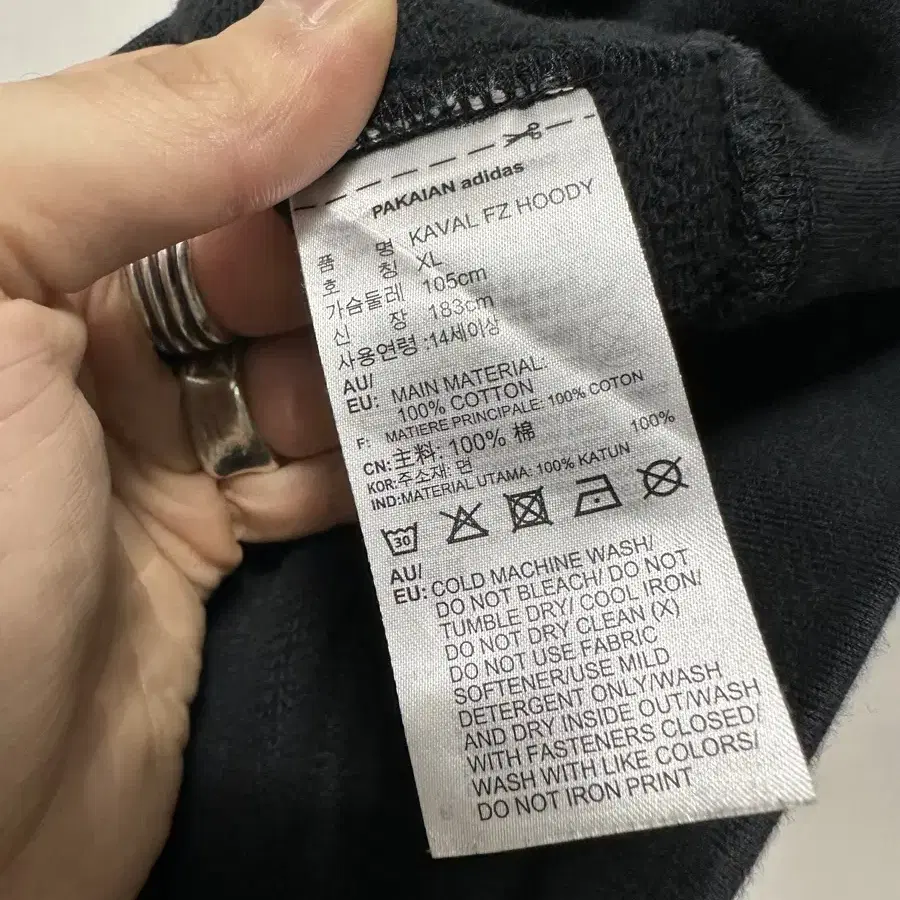 PAKAIAN adidas
품 명 KAVAL FZ HOODY
호 칭 XL
가슴둘레 105cm
신 장 183cm
사용연령 :14세이상
AU/
EU: MAIN MATERIAL:
100% COTTON
F: MATIERE PRINCIPALE: 100% COTON
CN:主料: 100% 棉
KOR:주소재: 면 100%
IND:MATERIAL UTAMA: 100% KATUN
30
AU/
EU: COLD MACHINE WASH/
DO NOT BLEACH/ DO NOT
TUMBLE DRY/ COOL IRON/
DO NOT DRY CLEAN (X)
DO NOT USE FABRIC
SOFTENER/USE MILD
DETERGENT ONLY/WASH
AND DRY INSIDE OUT/WASH
WITH FASTENERS CLOSED/
WASH WITH LIKE COLORS/
DO NOT IRON PRINT